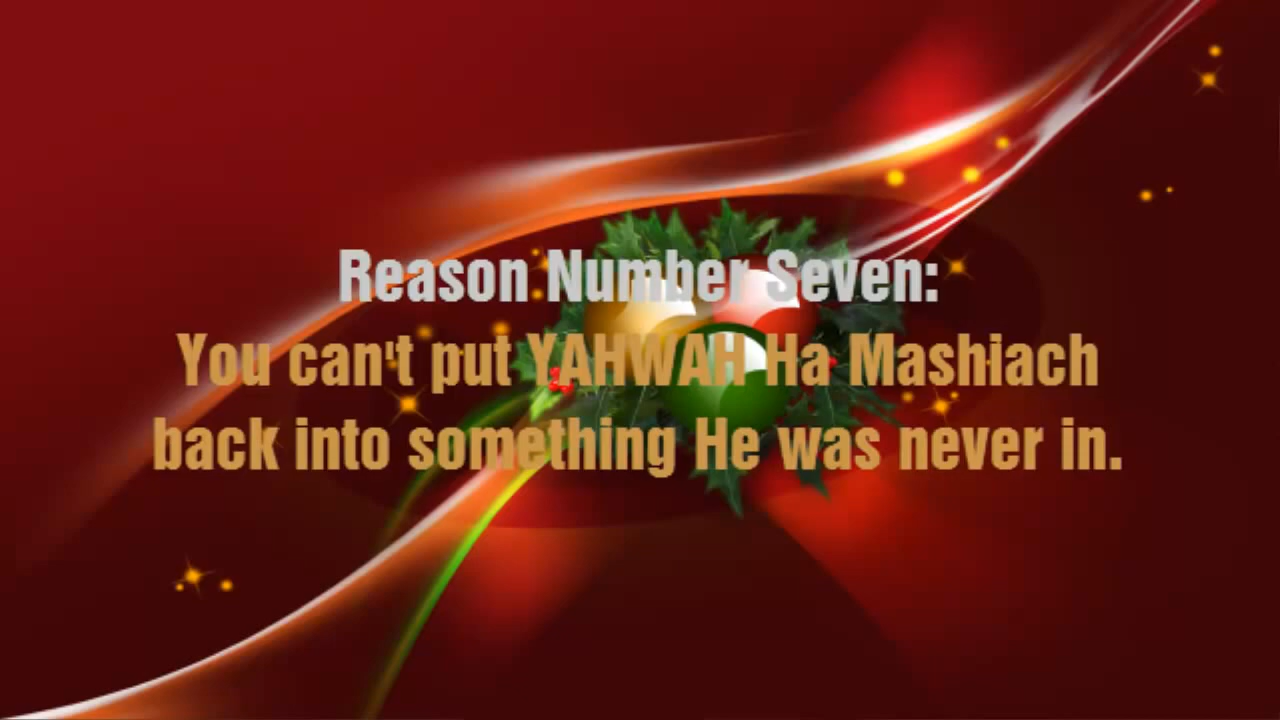 Reason Number Seven:
You can't put YAHWAH Ha Mashiach
back into something He was never in.